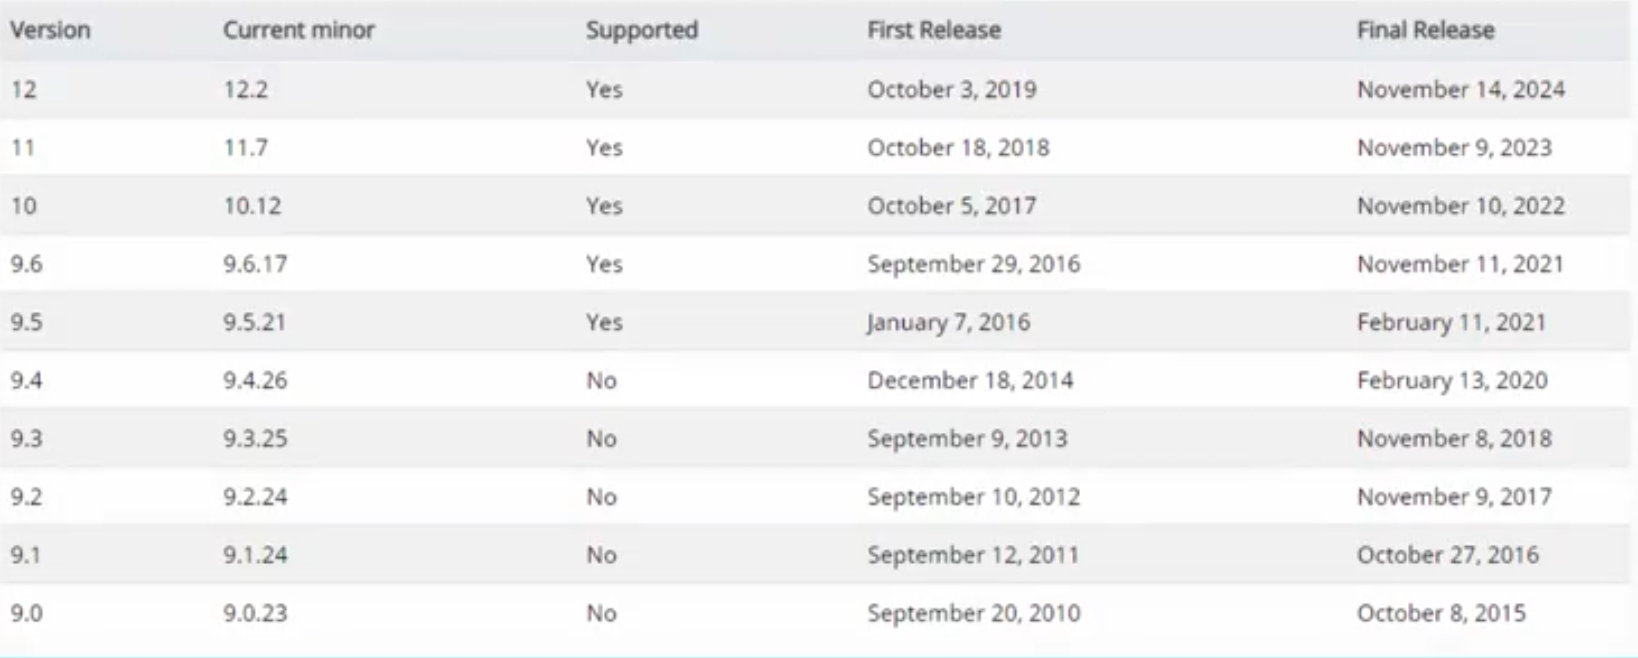 Version Current minor Supported First Release Final Release
12 12.2 Yes October 3, 2019 November 14, 2024
11 11.7 Yes October 18, 2018 November 9, 2023
10 10.12 Yes October 5, 2017 November 10, 2022
9.6 9.6.17 Yes September 29, 2016 November 11, 2021
9.5 9.5.21 Yes January 7, 2016 February 11, 2021
9.4 9.4.26 No December 18, 2014 February 13, 2020
9.3 9.3.25 No September 9, 2013 November 8, 2018
9.2 9.2.24 No September 10, 2012 November 9, 2017
9.1 9.1.24 No September 12, 2011 October 27, 2016
9.0 9.0.23 No September 20, 2010 October 8, 2015